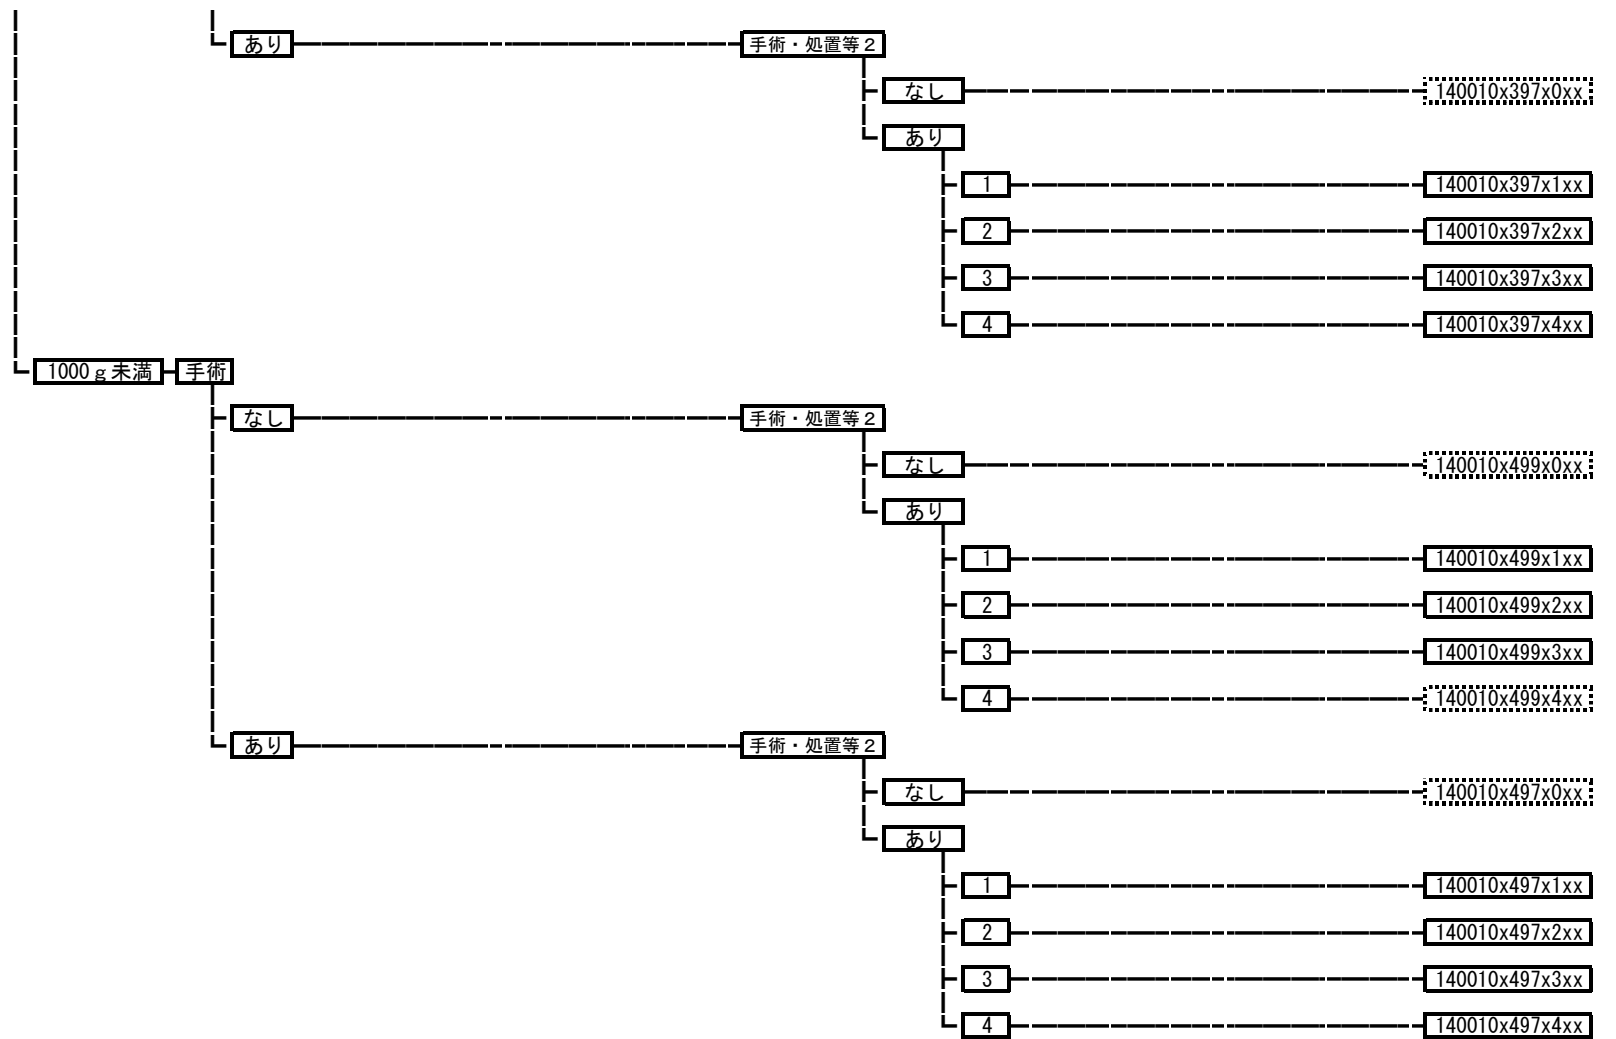 あり 手術・処置等２
なし 140010x397x0xx
あり
1 140010x397x1xx
2 140010x397x2xx
3 140010x397x3xx
4 140010x397x4xx
1000ｇ未満 手術
なし 手術・処置等２
なし 140010x499x0xx
あり
1 140010x499x1xx
2 140010x499x2xx
3 140010x499x3xx
4 140010x499x4xx
あり 手術・処置等２
なし 140010x497x0xx
あり
1 140010x497x1xx
2 140010x497x2xx
3 140010x497x3xx
4 140010x497x4xx